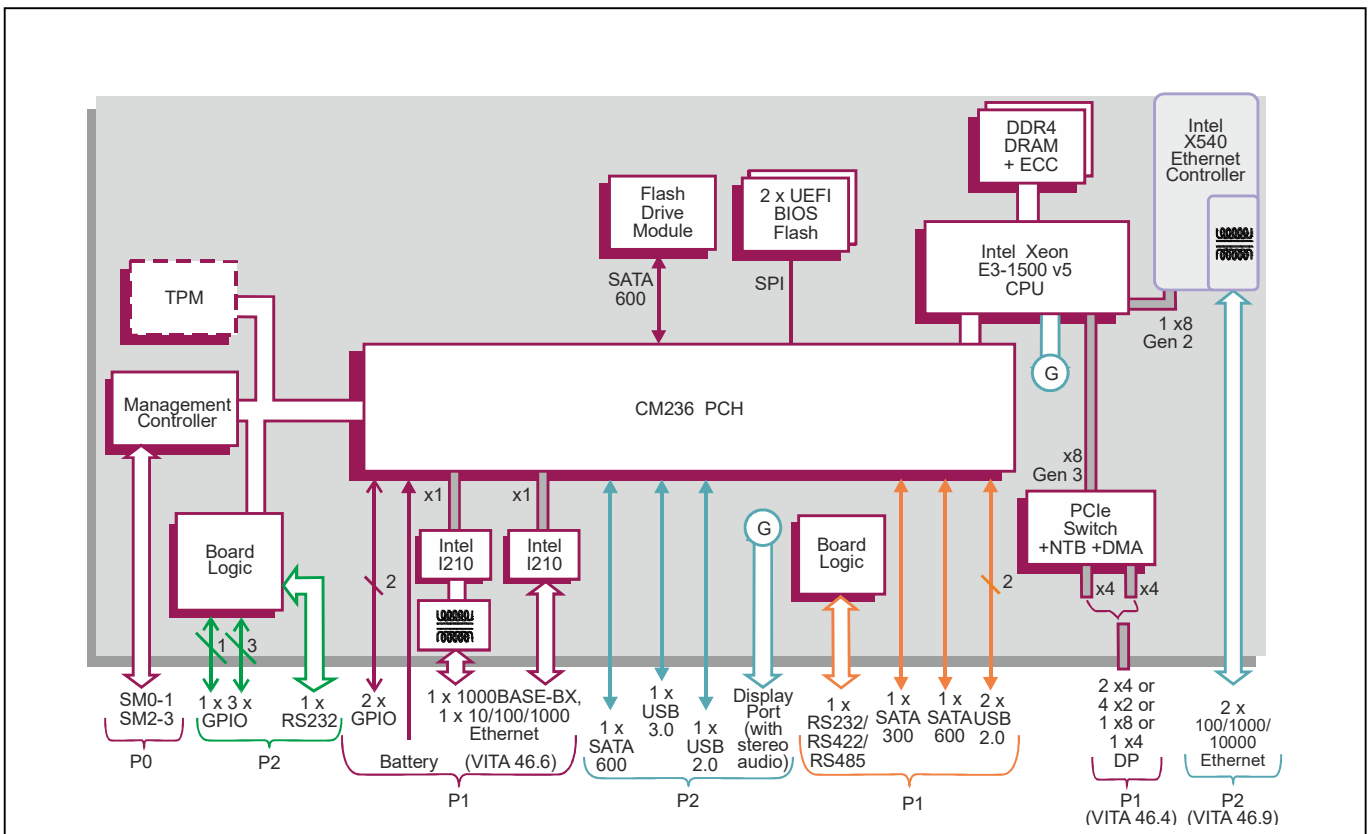 DDR4
DRAM
+ ECC
Intel
X540
Ethernet
Controller
Flash
Drive
Module
2 x UEFI
BIOS
Flash
Intel Xeon
E3-1500 v5
CPU
TPM
SATA
600
SPI
1 x8
Gen 2
G
Management
Controller
CM236 PCH
x8
Gen 3
x1
x1
PCIe
Switch
+NTB +DMA
Board
Logic
2
Intel
I210
Intel
I210
G
Board
Logic
2
x4
x4
1
3
SM0-1
SM2-3
1 x 3 x
GPIO
1 x
RS232
2 x
GPIO
1 x 1000BASE-BX,
1 x 10/100/1000
Ethernet
1 x
SATA
600
1 x
USB
3.0
1 x
USB
2.0
Display
Port
(with
stereo
audio)
1 x
RS232/
RS422/
RS485
1 x
SATA
300
1 x
SATA
600
2 x
USB
2.0
2 x4 or
4 x2 or
1 x8 or
1 x4
DP
2 x
100/1000/
10000
Ethernet
Battery
(VITA 46.6)
P0
P2
P1
P2
P1
P1
(VITA 46.4)
P2
(VITA 46.9)